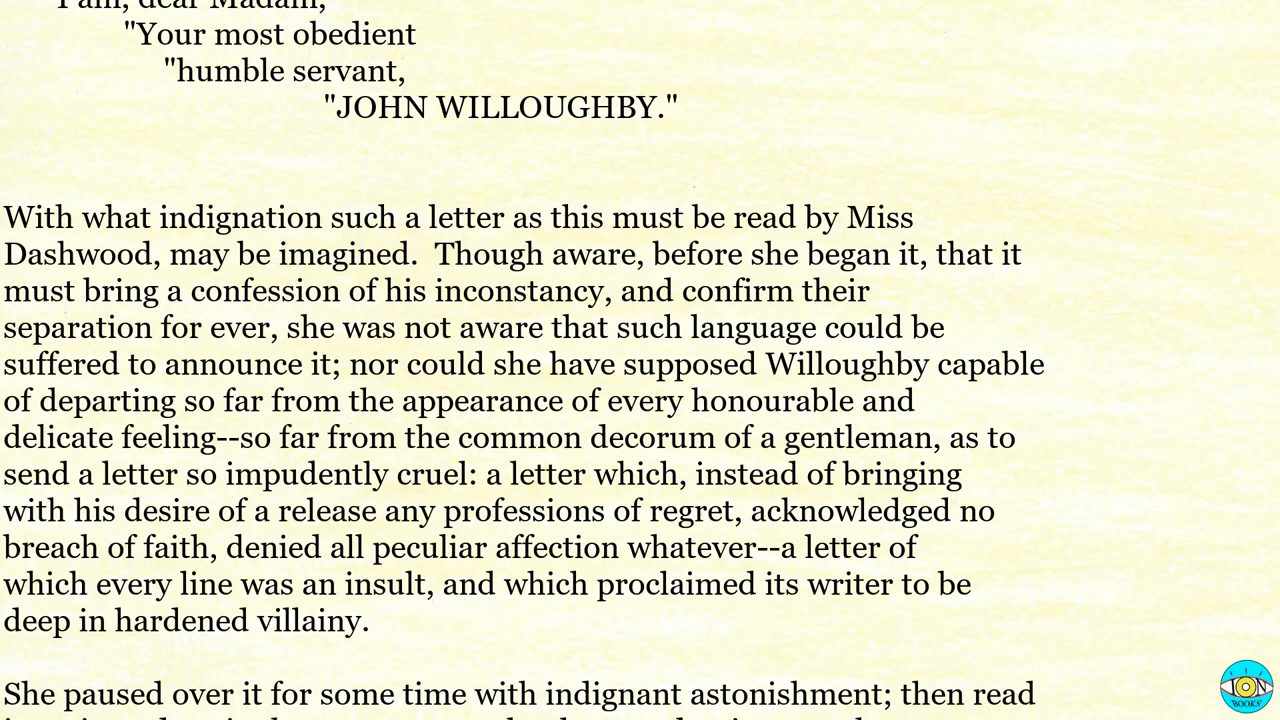 I am, dear Madam,
"Your most obedient
"humble servant,
"JOHN WILLOUGHBY."
With what indignation such a letter as this must be read by Miss
Dashwood, may be imagined.  Though aware, before she began it, that it
must bring a confession of his inconstancy, and confirm their
separation for ever, she was not aware that such language could be
suffered to announce it; nor could she have supposed Willoughby capable
of departing so far from the appearance of every honourable and
delicate feeling--so far from the common decorum of a gentleman, as to
send a letter so impudently cruel: a letter which, instead of bringing
with his desire of a release any professions of regret, acknowledged no
breach of faith, denied all peculiar affection whatever--a letter of
which every line was an insult, and which proclaimed its writer to be
deep in hardened villainy.
She paused over it for some time with indignant astonishment; then read
ION
BOOKS